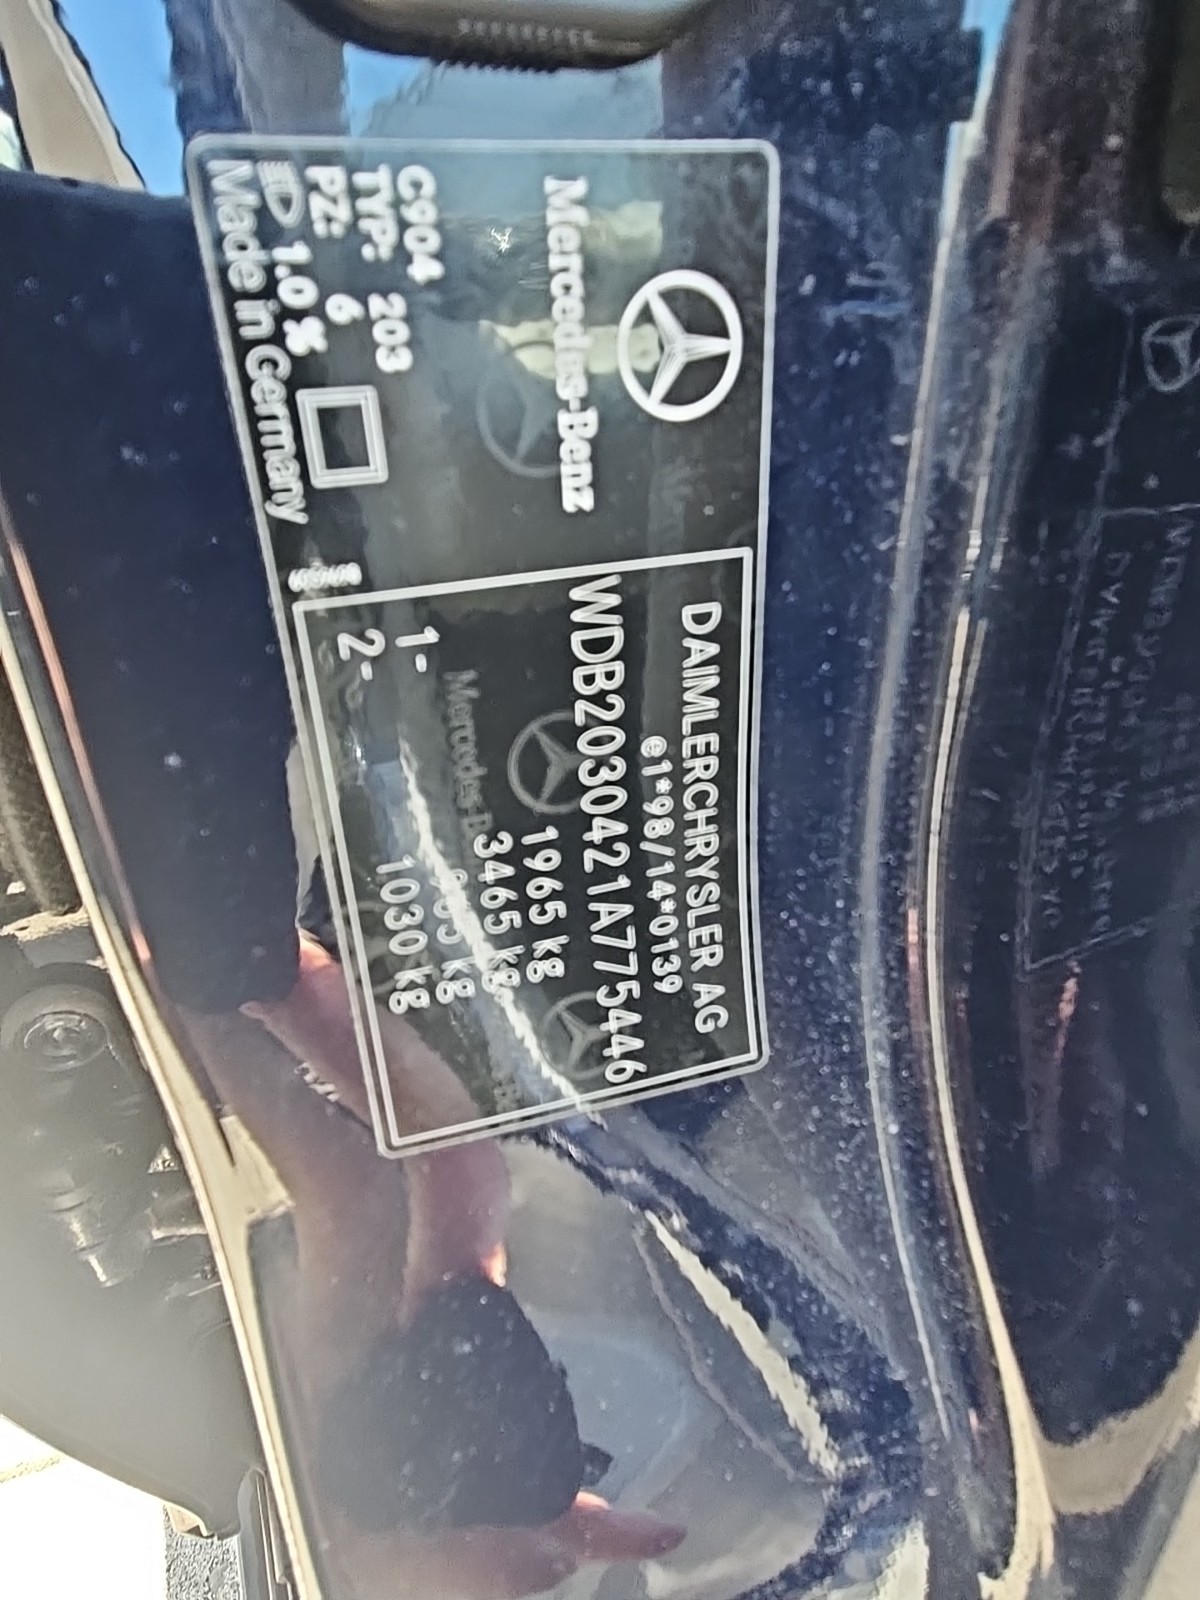 Mercedes-Benz
C904
TYP: 203
PZ: 6
1.0 %
Made in Germany
DAIMLERCHRYSLER AG
e1*98/14*0139
WDB2030421A775446
1965 kg
3465 kg
1- kg
2- 1030 kg